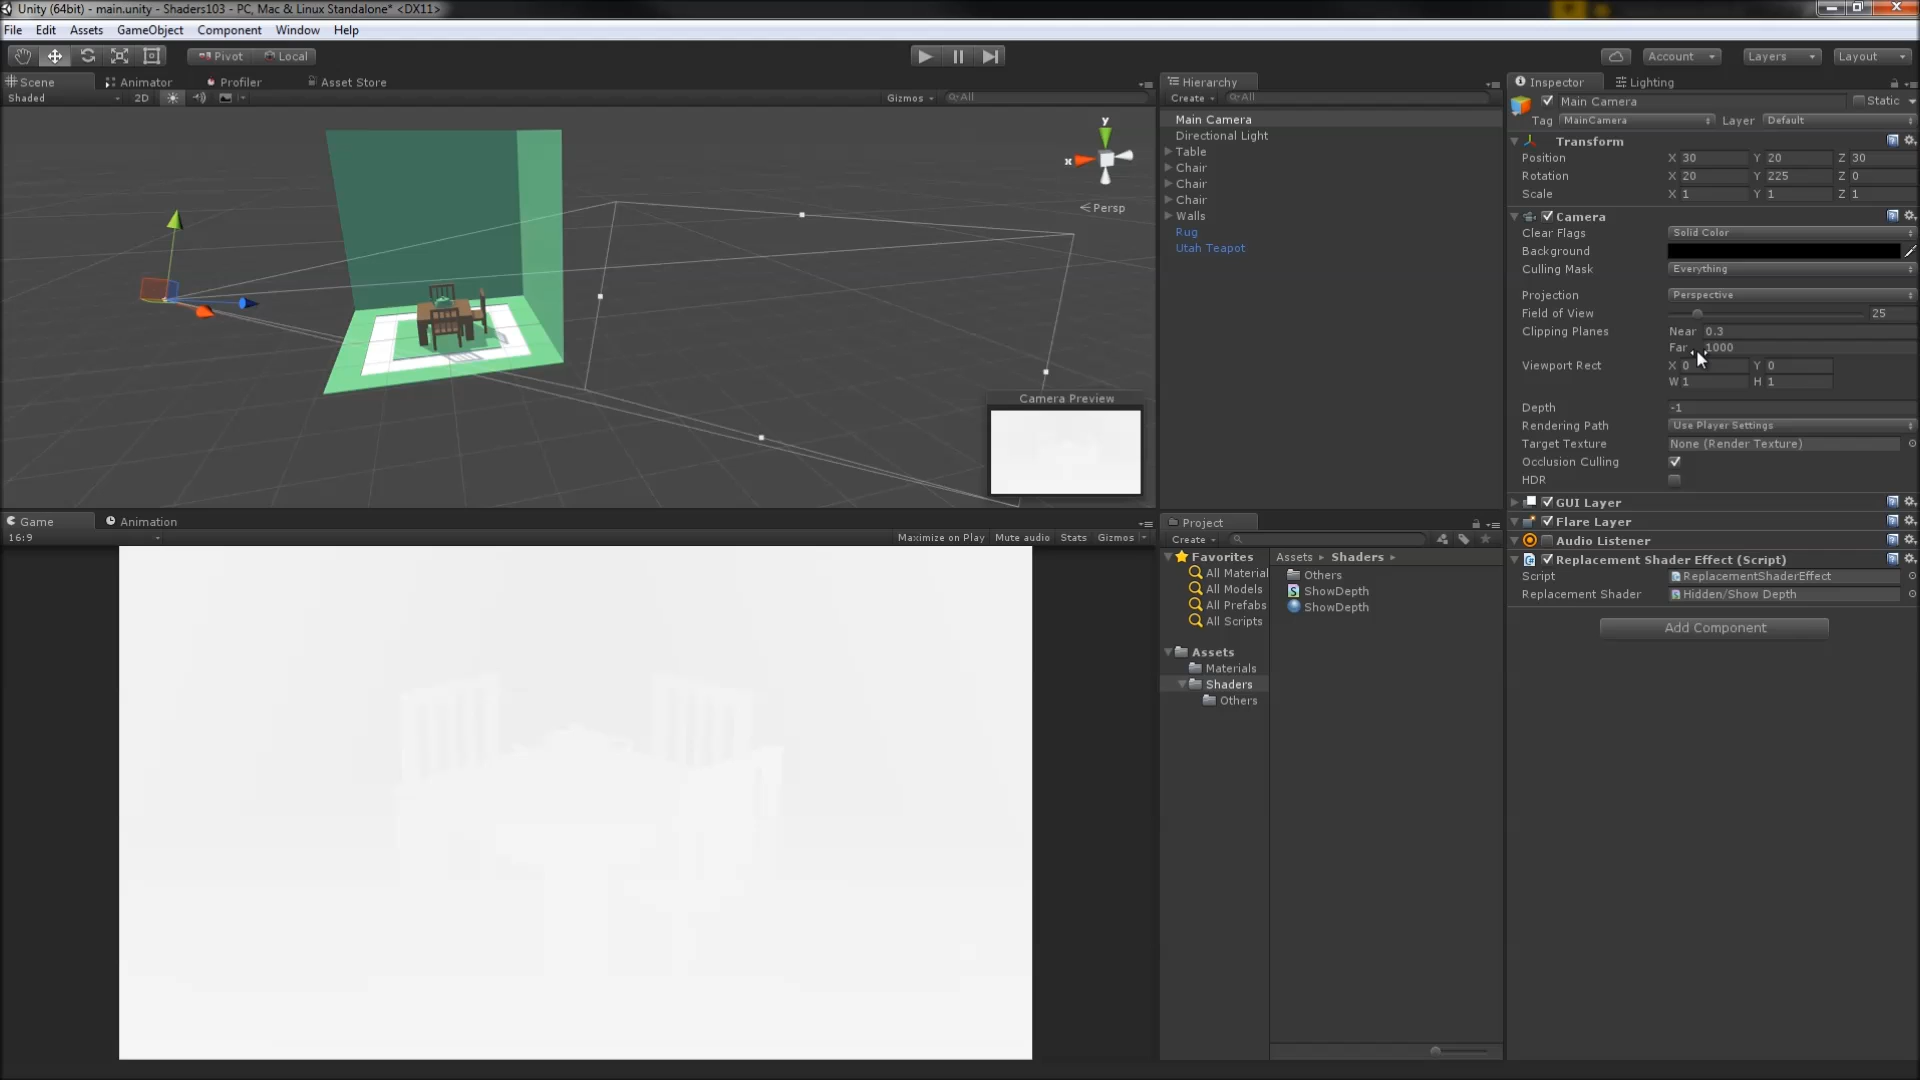 Unity (64bit) - main.unity - Shaders103 - PC, Mac & Linux Standalone* <DX11>
File Edit Assets GameObject Component Window Help
Pivot Local
Account Layers Layout
Scene Animator Profiler Asset Store
Shaded 2D Gizmos All
y
x
Persp
Camera Preview
Game Animation
16:9 Maximize on Play Mute audio Stats Gizmos
Hierarchy
Create All
Main Camera
Directional Light
Table
Chair
Chair
Chair
Walls
Rug
Utah Teapot
Project
Create
Favorites
All Material
All Models
All Prefabs
All Scripts
Assets
Materials
Shaders
Others
Assets Shaders
Others
ShowDepth
ShowDepth
Inspector Lighting
Main Camera Static
Tag MainCamera Layer Default
Transform
Position X 30 Y 20 Z 30
Rotation X 20 Y 225 Z 0
Scale X 1 Y 1 Z 1
Camera
Clear Flags Solid Color
Background
Culling Mask Everything
Projection Perspective
Field of View 25
Clipping Planes Near 0.3
Far 1000
Viewport Rect X 0 Y 0
W 1 H 1
Depth -1
Rendering Path Use Player Settings
Target Texture None (Render Texture)
Occlusion Culling
HDR
GUI Layer
Flare Layer
Audio Listener
Replacement Shader Effect (Script)
Script ReplacementShaderEffect
Replacement Shader Hidden/Show Depth
Add Component